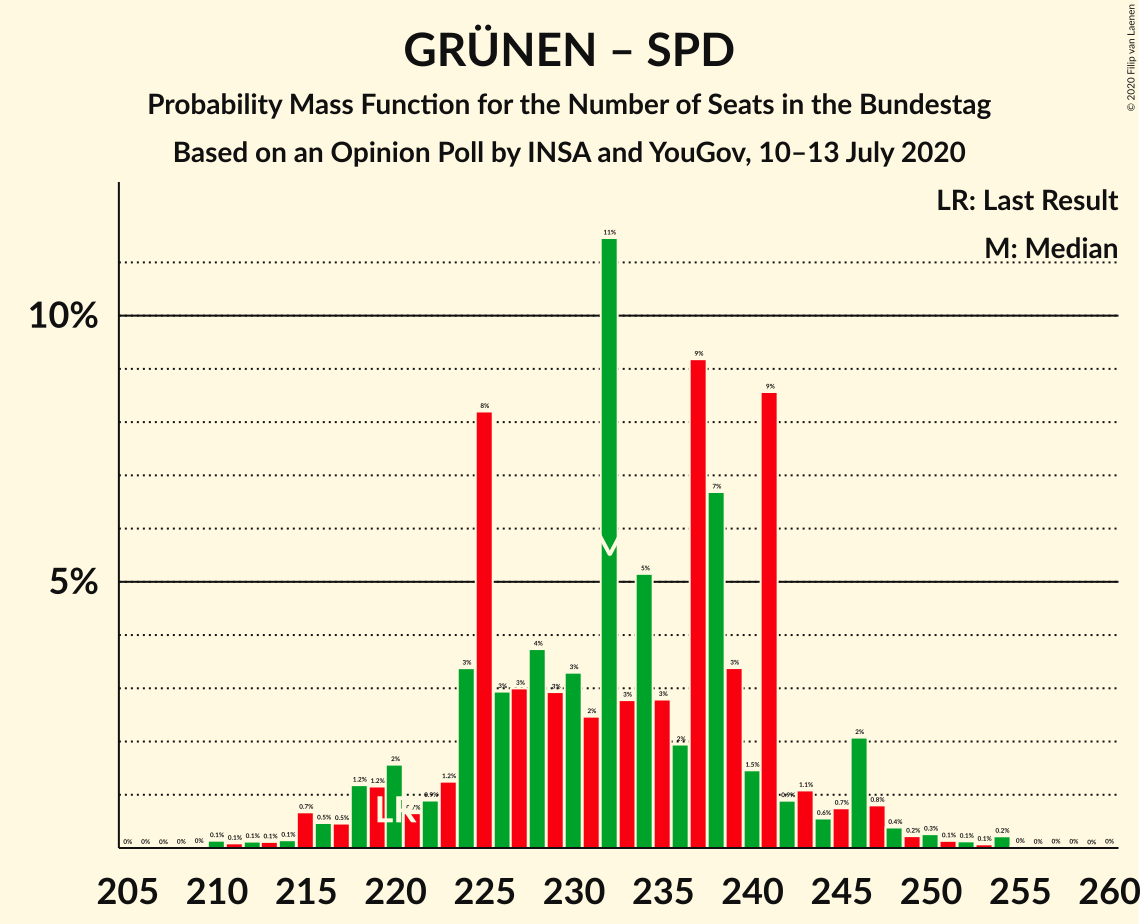 GRÜNEN – SPD
Probability Mass Function for the Number of Seats in the Bundestag
Based on an Opinion Poll by INSA and YouGov, 10–13 July 2020
© 2020 Filip van Laenen
LR: Last Result
M: Median
10%
5%
0% 0% 0% 0% 0% 0.1% 0.1% 0.1% 0.1% 0.1% 0.7% 0.5% 0.5% 1.2% 1.2% 2% 0.9% 1.2% 3% 8% 3% 3% 4% 3% 3% 2% 11% 3% 5% 3% 2% 9% 7% 3% 1.5% 9% 0.9% 1.1% 0.6% 0.7% 2% 0.8% 0.4% 0.2% 0.3% 0.1% 0.1% 0.1% 0.2% 0% 0% 0% 0% 0% 0%
LR
M
205 210 215 220 225 230 235 240 245 250 255 260